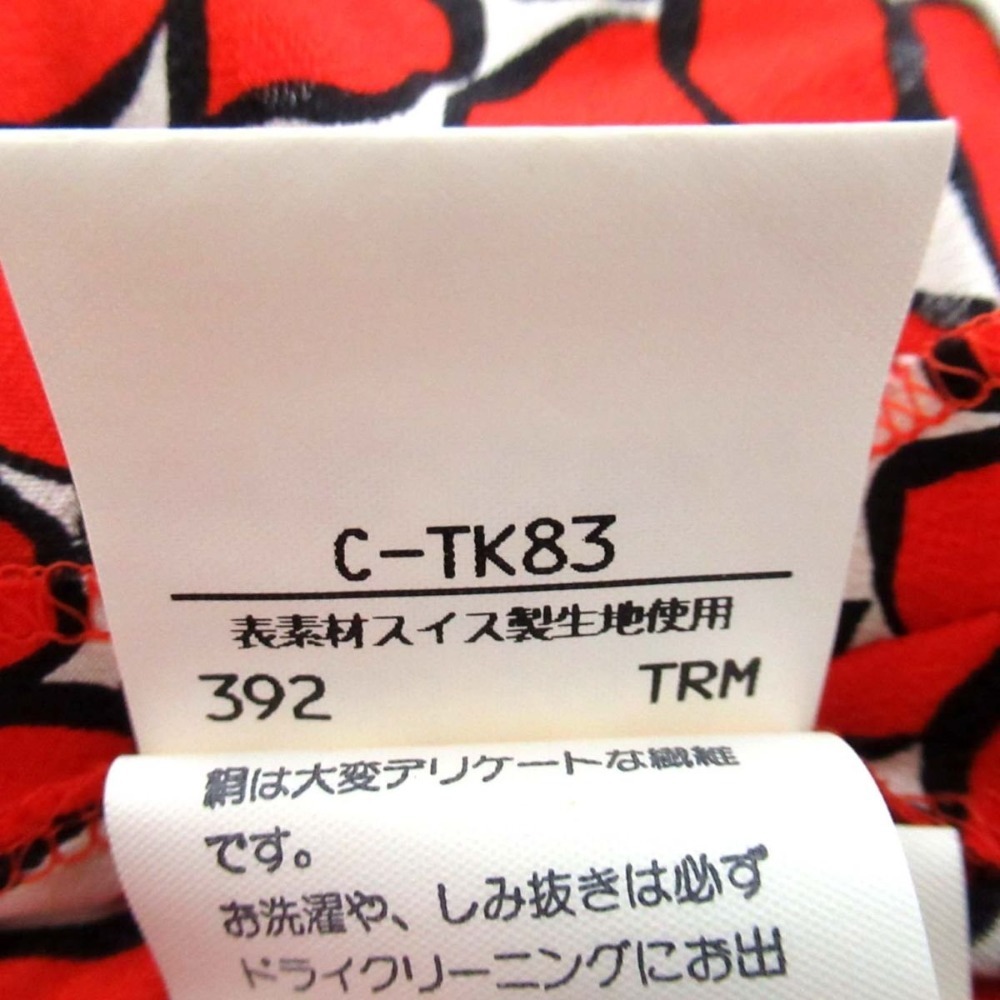 C-TK83
表素材スイス製生地使用
392 TRM
絹は大変デリケートな繊維
です。
お洗濯や、しみ抜きは必ず
ドライクリーニングにお出